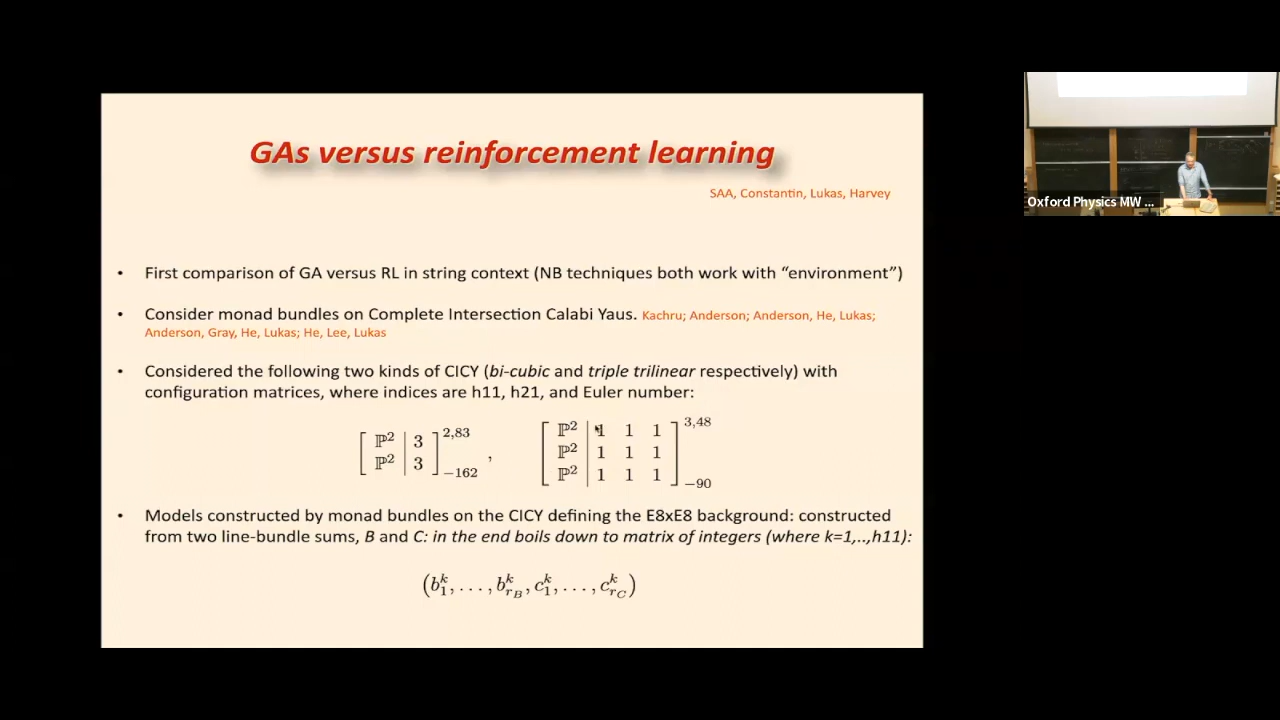 GAs versus reinforcement learning
SAA, Constantin, Lukas, Harvey
• First comparison of GA versus RL in string context (NB techniques both work with “environment”)
• Consider monad bundles on Complete Intersection Calabi Yaus. Kachru; Anderson; Anderson, He, Lukas;
Anderson, Gray, He, Lukas; He, Lee, Lukas
• Considered the following two kinds of CICY (bi-cubic and triple trilinear respectively) with
configuration matrices, where indices are h11, h21, and Euler number:
[ ℙ² | 3 ; ℙ² | 3 ]^{2,83}_{−162} , [ ℙ² | 1 1 1 ; ℙ² | 1 1 1 ; ℙ² | 1 1 1 ]^{3,48}_{−90}
• Models constructed by monad bundles on the CICY defining the E8xE8 background: constructed
from two line-bundle sums, B and C: in the end boils down to matrix of integers (where k=1,..,h11):
(b_1^k, . . . , b_{r_B}^k, c_1^k, . . . , c_{r_C}^k)
Oxford Physics MW ...